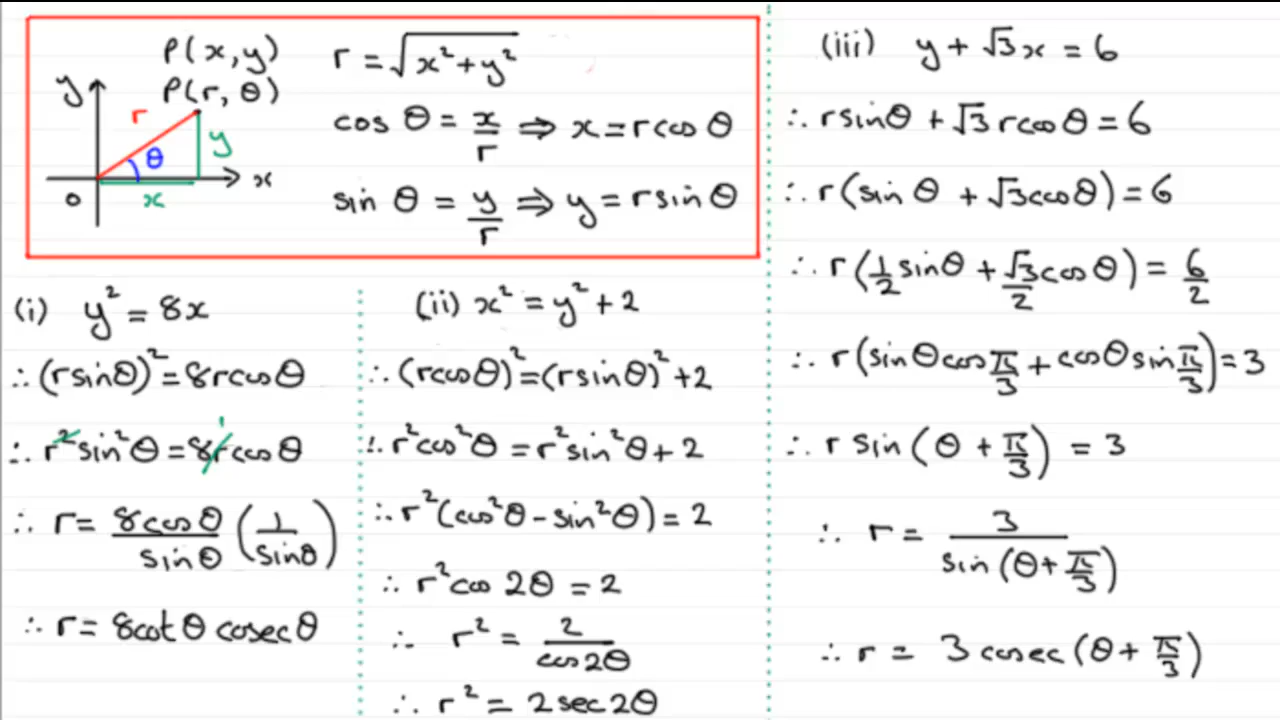 P(x, y)
P(r, θ)
y
r
θ
y
x
0
x
r = √(x² + y²)
cos θ = x/r ⇒ x = r cos θ
sin θ = y/r ⇒ y = r sin θ
(i) y² = 8x
∴ (r sin θ)² = 8r cos θ
∴ r² sin² θ = 8r cos θ
1
∴ r = 8cos θ/sin θ (1/sin θ)
∴ r = 8cot θ cosec θ
(ii) x² = y² + 2
∴ (r cos θ)² = (r sin θ)² + 2
∴ r² cos² θ = r² sin² θ + 2
∴ r² (cos² θ − sin² θ) = 2
∴ r² cos 2θ = 2
∴ r² = 2/cos 2θ
∴ r² = 2 sec 2θ
(iii) y + √3 x = 6
∴ r sin θ + √3 r cos θ = 6
∴ r (sin θ + √3 cos θ) = 6
∴ r (1/2 sin θ + √3/2 cos θ) = 6/2
∴ r (sin θ cos π/3 + cos θ sin π/3) = 3
∴ r sin (θ + π/3) = 3
∴ r = 3/sin (θ + π/3)
∴ r = 3 cosec (θ + π/3)